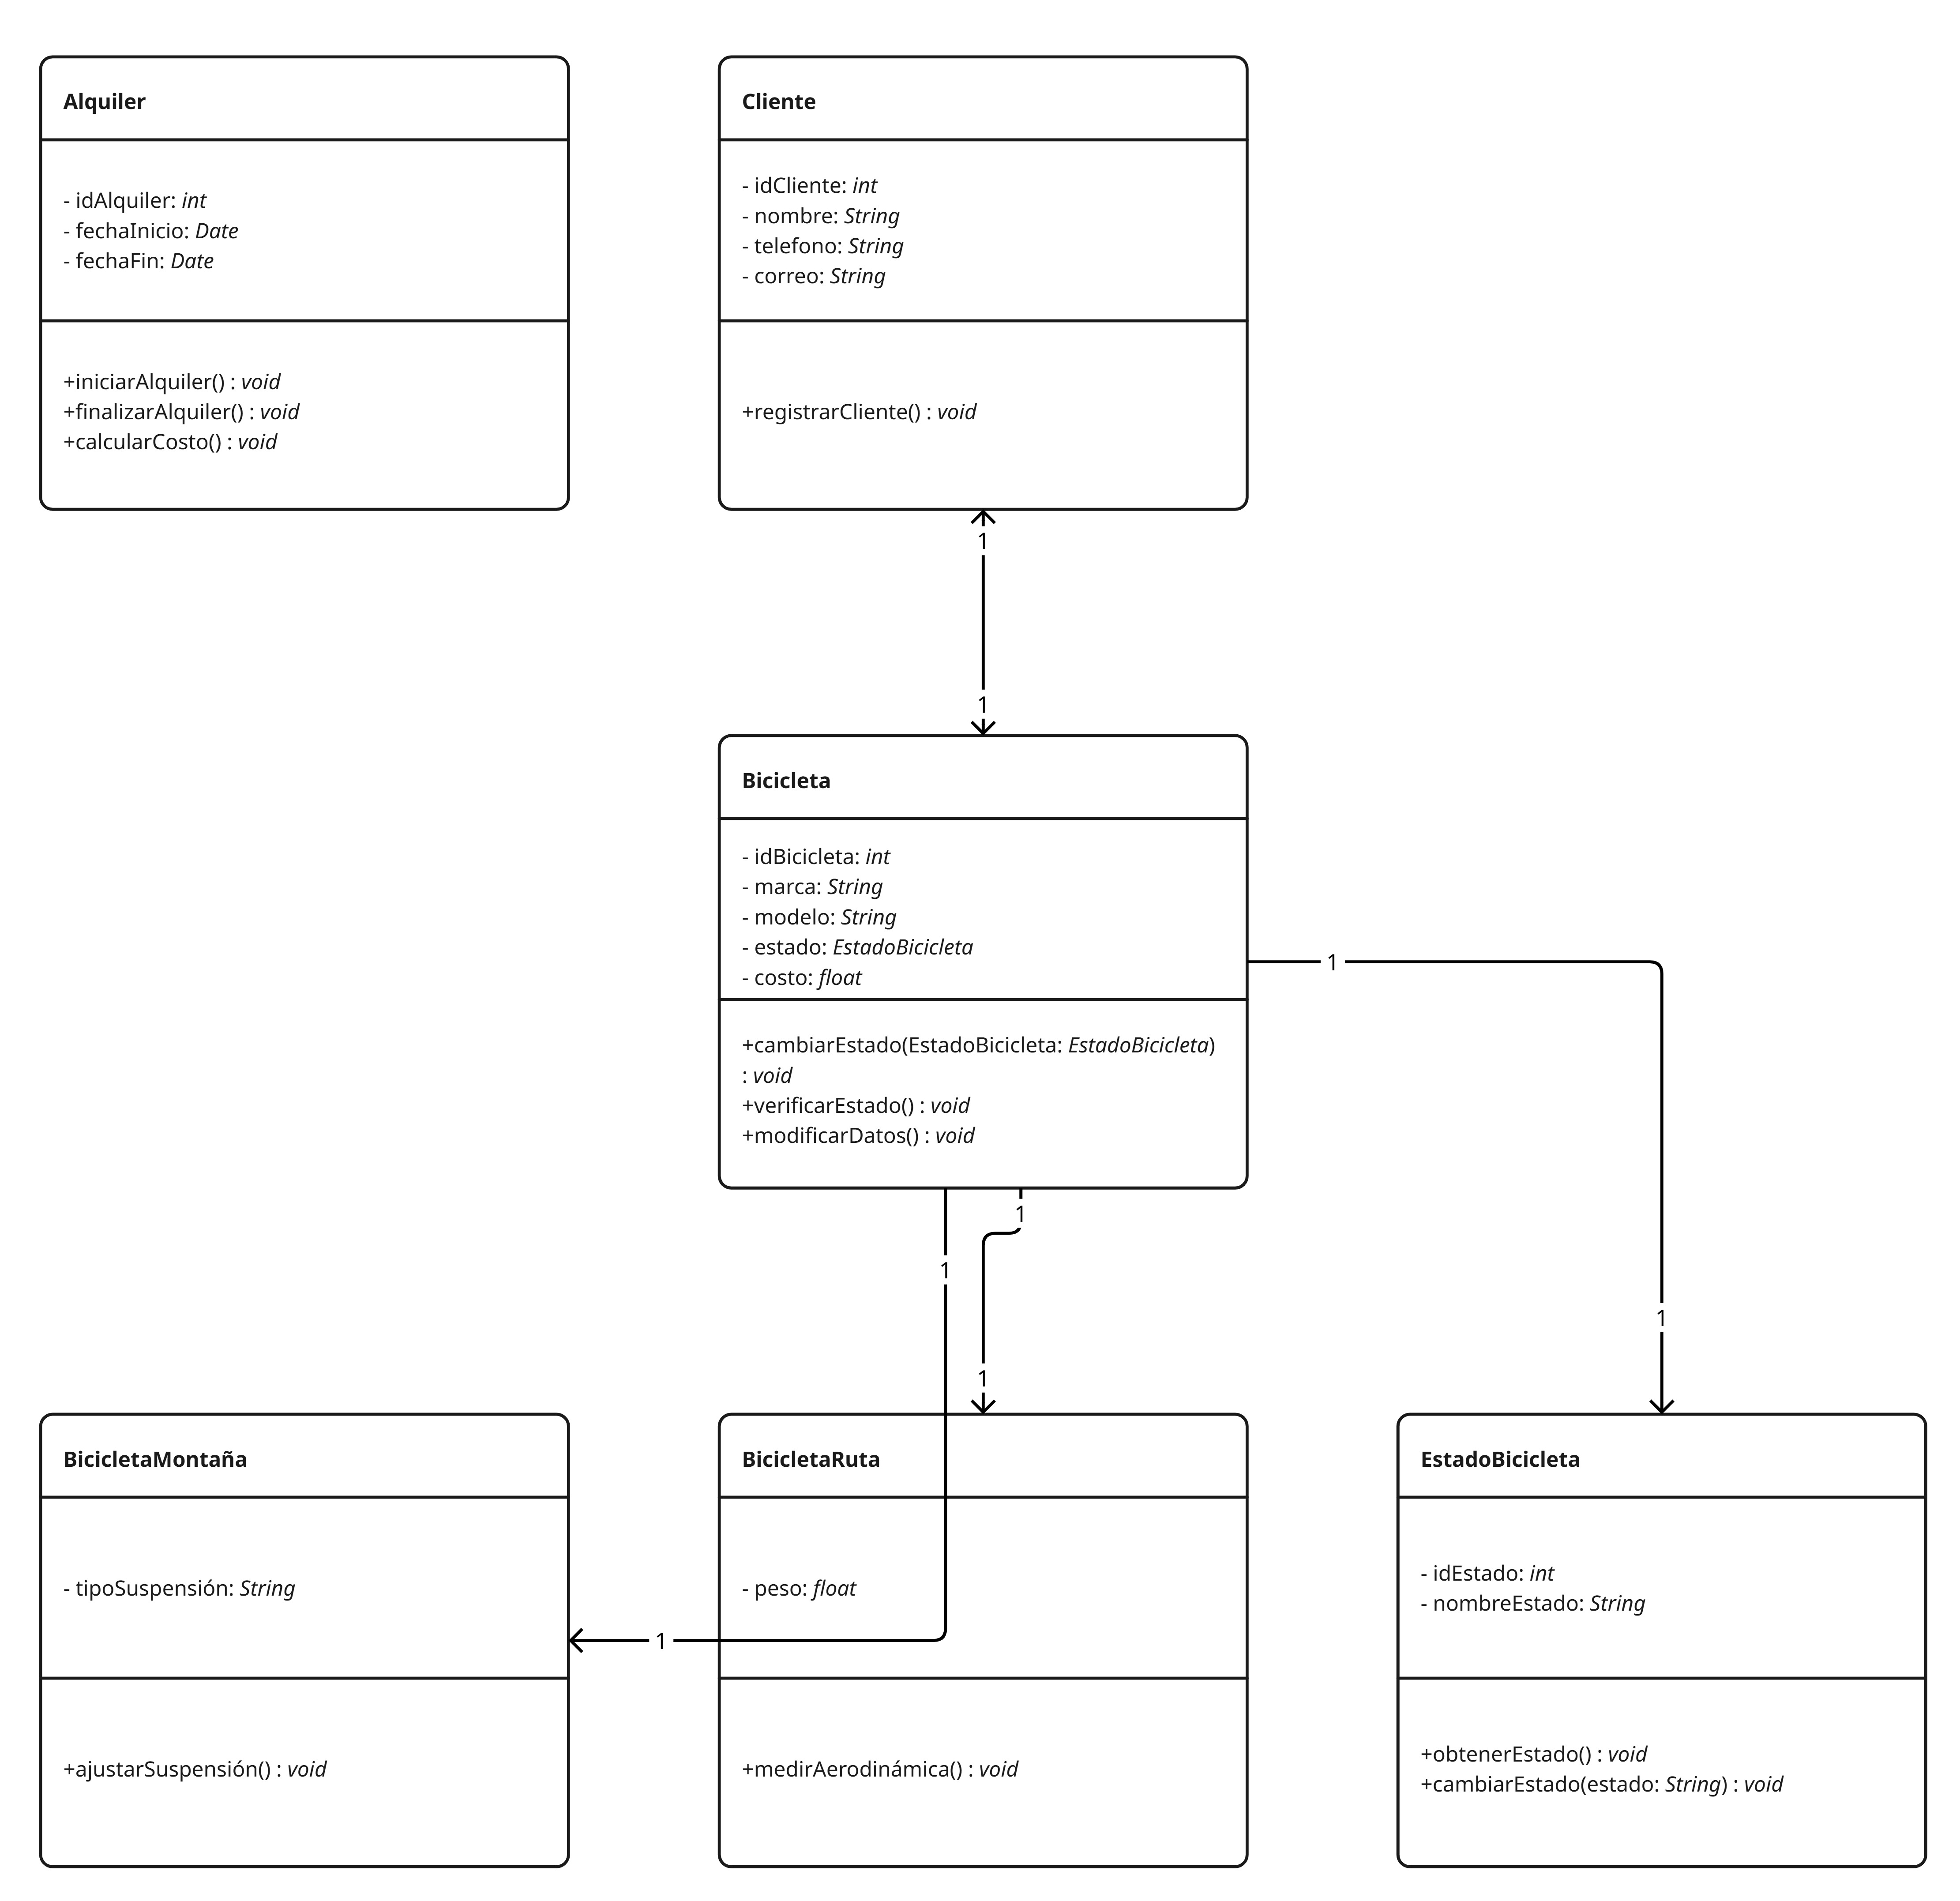 Alquiler
- idAlquiler: int
- fechaInicio: Date
- fechaFin: Date
+iniciarAlquiler() : void
+finalizarAlquiler() : void
+calcularCosto() : void
Cliente
- idCliente: int
- nombre: String
- telefono: String
- correo: String
+registrarCliente() : void
1
1
Bicicleta
- idBicicleta: int
- marca: String
- modelo: String
- estado: EstadoBicicleta
- costo: float
+cambiarEstado(EstadoBicicleta: EstadoBicicleta)
: void
+verificarEstado() : void
+modificarDatos() : void
1
1
1
1
1
BicicletaMontaña
- tipoSuspensión: String
+ajustarSuspensión() : void
1
BicicletaRuta
- peso: float
+medirAerodinámica() : void
EstadoBicicleta
- idEstado: int
- nombreEstado: String
+obtenerEstado() : void
+cambiarEstado(estado: String) : void